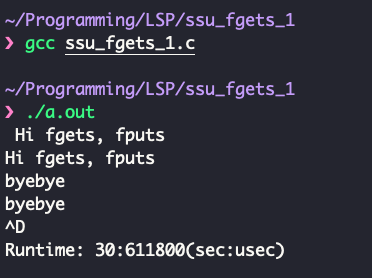 ~/Programming/LSP/ssu_fgets_1
❯ gcc ssu_fgets_1.c
~/Programming/LSP/ssu_fgets_1
❯ ./a.out
Hi fgets, fputs
Hi fgets, fputs
byebye
byebye
^D
Runtime: 30:611800(sec:usec)